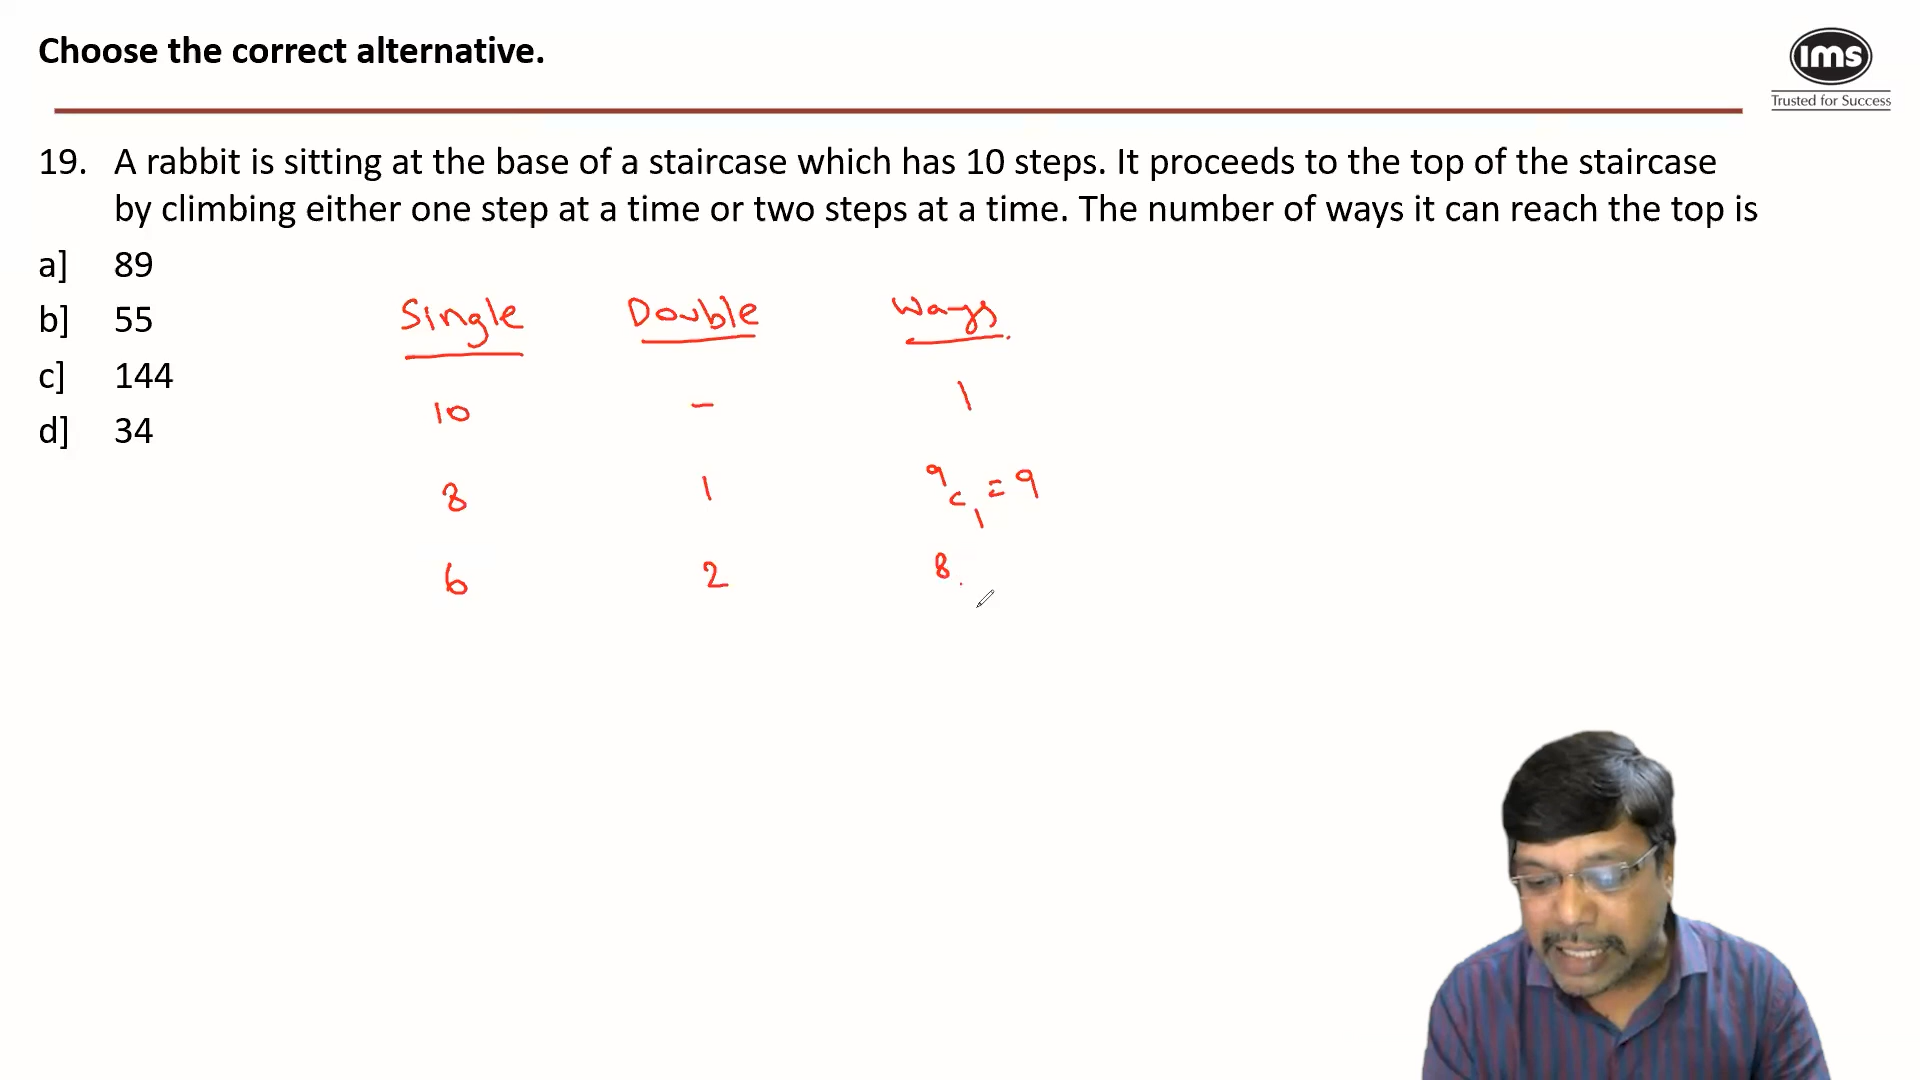 Choose the correct alternative.
ims
Trusted for Success
19. A rabbit is sitting at the base of a staircase which has 10 steps. It proceeds to the top of the staircase
by climbing either one step at a time or two steps at a time. The number of ways it can reach the top is
a] 89
b] 55
c] 144
d] 34
Single Double Ways
10 – 1
8 1 9c1 = 9
6 2 8